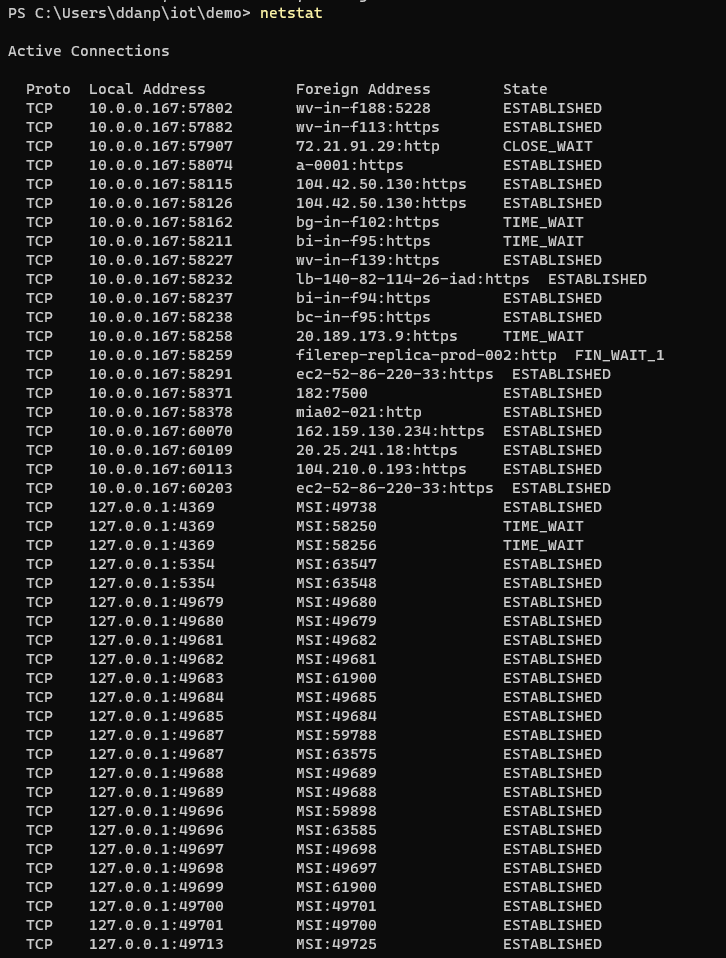 PS C:\Users\ddanp\iot\demo> netstat
Active Connections
Proto Local Address Foreign Address State
TCP 10.0.0.167:57802 wv-in-f188:5228 ESTABLISHED
TCP 10.0.0.167:57882 wv-in-f113:https ESTABLISHED
TCP 10.0.0.167:57907 72.21.91.29:http CLOSE_WAIT
TCP 10.0.0.167:58074 a-0001:https ESTABLISHED
TCP 10.0.0.167:58115 104.42.50.130:https ESTABLISHED
TCP 10.0.0.167:58126 104.42.50.130:https ESTABLISHED
TCP 10.0.0.167:58162 bg-in-f102:https TIME_WAIT
TCP 10.0.0.167:58211 bi-in-f95:https TIME_WAIT
TCP 10.0.0.167:58227 wv-in-f139:https ESTABLISHED
TCP 10.0.0.167:58232 lb-140-82-114-26-iad:https ESTABLISHED
TCP 10.0.0.167:58237 bi-in-f94:https ESTABLISHED
TCP 10.0.0.167:58238 bc-in-f95:https ESTABLISHED
TCP 10.0.0.167:58258 20.189.173.9:https TIME_WAIT
TCP 10.0.0.167:58259 filerep-replica-prod-002:http FIN_WAIT_1
TCP 10.0.0.167:58291 ec2-52-86-220-33:https ESTABLISHED
TCP 10.0.0.167:58371 182:7500 ESTABLISHED
TCP 10.0.0.167:58378 mia02-021:http ESTABLISHED
TCP 10.0.0.167:60070 162.159.130.234:https ESTABLISHED
TCP 10.0.0.167:60109 20.25.241.18:https ESTABLISHED
TCP 10.0.0.167:60113 104.210.0.193:https ESTABLISHED
TCP 10.0.0.167:60203 ec2-52-86-220-33:https ESTABLISHED
TCP 127.0.0.1:4369 MSI:49738 ESTABLISHED
TCP 127.0.0.1:4369 MSI:58250 TIME_WAIT
TCP 127.0.0.1:4369 MSI:58256 TIME_WAIT
TCP 127.0.0.1:5354 MSI:63547 ESTABLISHED
TCP 127.0.0.1:5354 MSI:63548 ESTABLISHED
TCP 127.0.0.1:49679 MSI:49680 ESTABLISHED
TCP 127.0.0.1:49680 MSI:49679 ESTABLISHED
TCP 127.0.0.1:49681 MSI:49682 ESTABLISHED
TCP 127.0.0.1:49682 MSI:49681 ESTABLISHED
TCP 127.0.0.1:49683 MSI:61900 ESTABLISHED
TCP 127.0.0.1:49684 MSI:49685 ESTABLISHED
TCP 127.0.0.1:49685 MSI:49684 ESTABLISHED
TCP 127.0.0.1:49687 MSI:59788 ESTABLISHED
TCP 127.0.0.1:49687 MSI:63575 ESTABLISHED
TCP 127.0.0.1:49688 MSI:49689 ESTABLISHED
TCP 127.0.0.1:49689 MSI:49688 ESTABLISHED
TCP 127.0.0.1:49696 MSI:59898 ESTABLISHED
TCP 127.0.0.1:49696 MSI:63585 ESTABLISHED
TCP 127.0.0.1:49697 MSI:49698 ESTABLISHED
TCP 127.0.0.1:49698 MSI:49697 ESTABLISHED
TCP 127.0.0.1:49699 MSI:61900 ESTABLISHED
TCP 127.0.0.1:49700 MSI:49701 ESTABLISHED
TCP 127.0.0.1:49701 MSI:49700 ESTABLISHED
TCP 127.0.0.1:49713 MSI:49725 ESTABLISHED